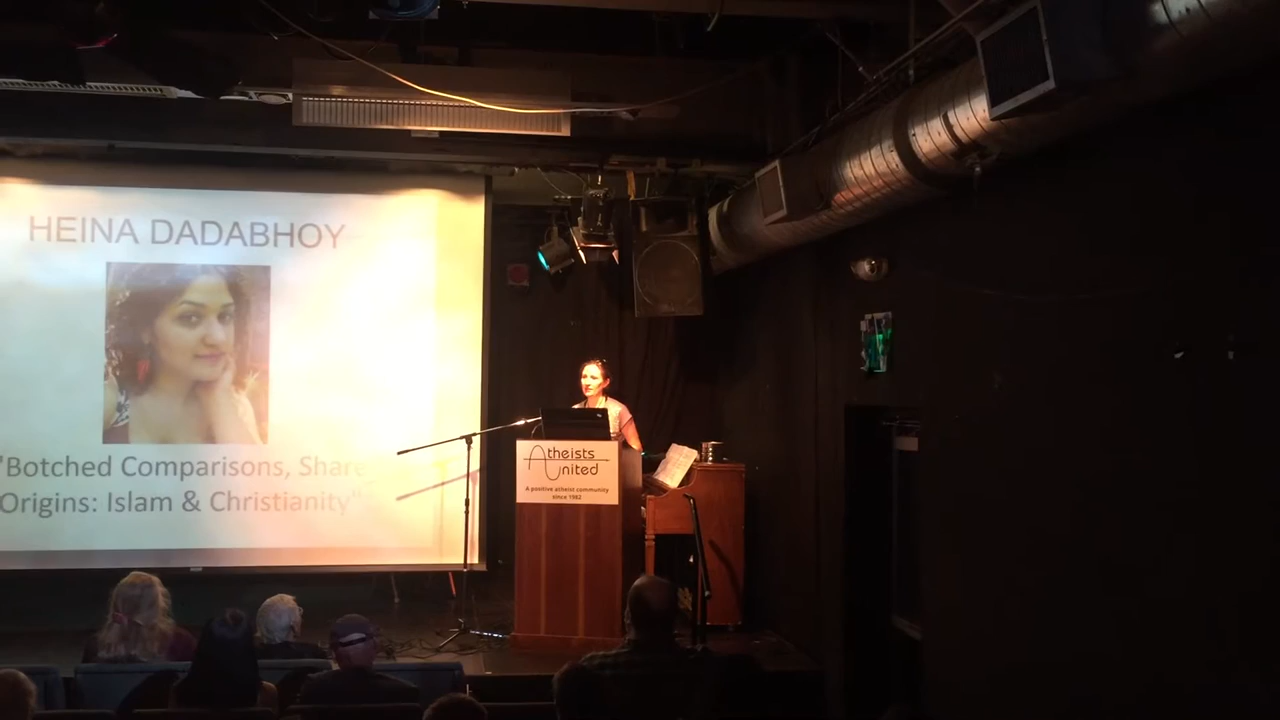 HEINA DADABHOY
"Botched Comparisons, Share
Origins: Islam & Christianity"
Atheists
United
A positive atheist community
since 1982